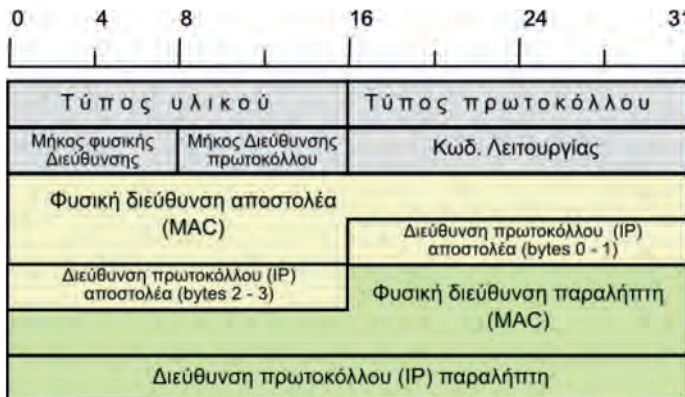 0 4 8 16 24 31
Τύπος υλικού
Τύπος πρωτοκόλλου
Μήκος φυσικής
Διεύθυνσης
Μήκος Διεύθυνσης
πρωτοκόλλου
Κωδ. Λειτουργίας
Φυσική διεύθυνση αποστολέα
(MAC)
Διεύθυνση πρωτοκόλλου (IP)
αποστολέα (bytes 0 - 1)
Διεύθυνση πρωτοκόλλου (IP)
αποστολέα (bytes 2 - 3)
Φυσική διεύθυνση παραλήπτη
(MAC)
Διεύθυνση πρωτοκόλλου (IP) παραλήπτη